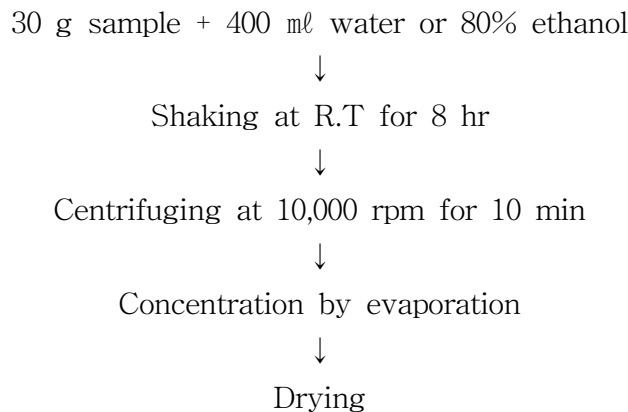 30 g sample + 400 ㎖ water or 80% ethanol
↓
Shaking at R.T for 8 hr
↓
Centrifuging at 10,000 rpm for 10 min
↓
Concentration by evaporation
↓
Drying